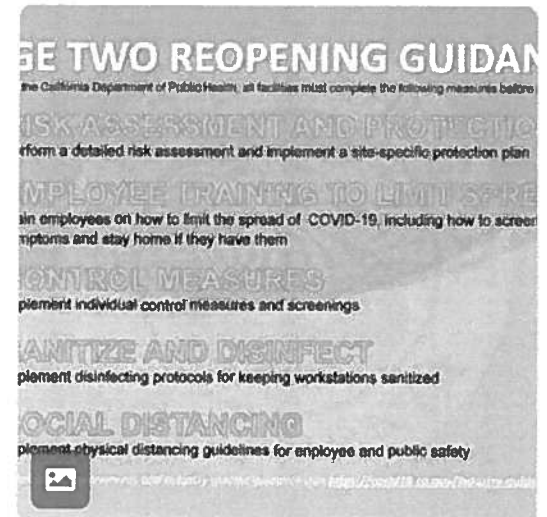 GE TWO REOPENING GUIDAN
the California Department of Public Health, all facilities must complete the following measures before
ISK ASSESSMENT AND PROTECTIO
rform a detailed risk assessment and implement a site-specific protection plan
MPLOYEE TRAINING TO LIMIT SPRE
ain employees on how to limit the spread of COVID-19, including how to screen
mptoms and stay home if they have them
ONTROL MEASURES
plement individual control measures and screenings
ANITIZE AND DISINFECT
plement disinfecting protocols for keeping workstations sanitized
OCIAL DISTANCING
plement physical distancing guidelines for enployee and public safety